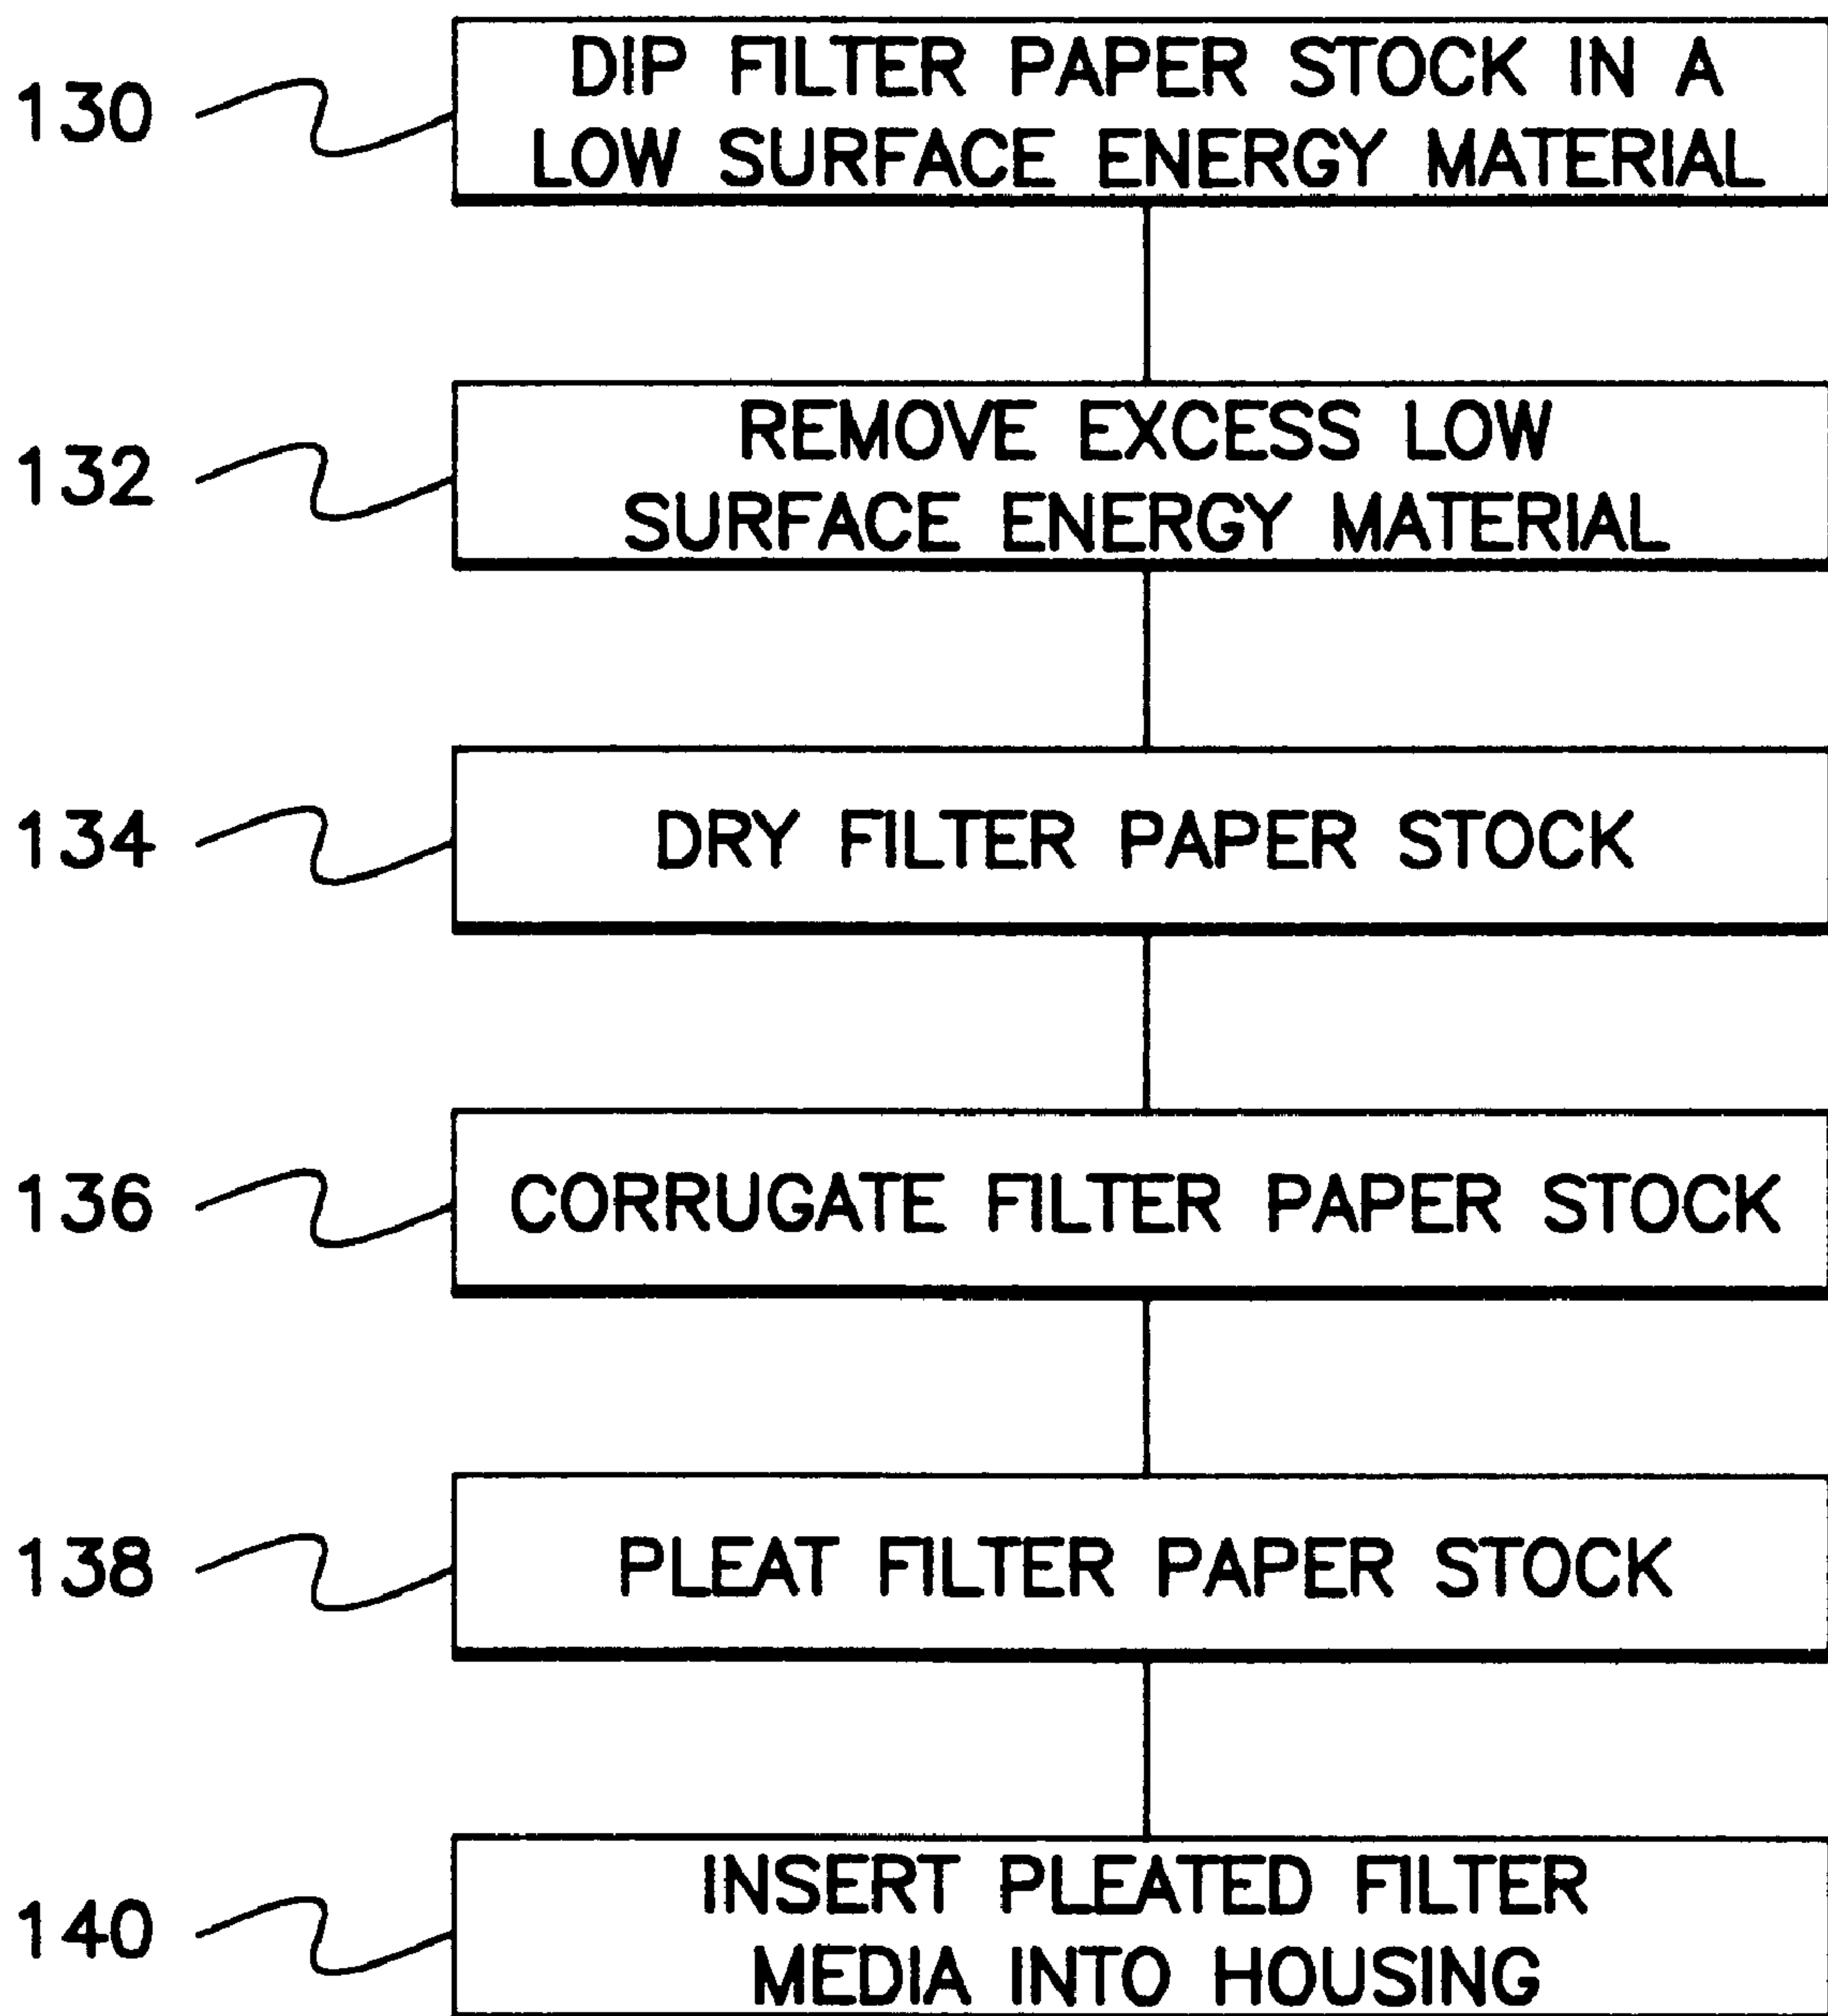 130
DIP FILTER PAPER STOCK IN A
LOW SURFACE ENERGY MATERIAL
132
REMOVE EXCESS LOW
SURFACE ENERGY MATERIAL
134
DRY FILTER PAPER STOCK
136
CORRUGATE FILTER PAPER STOCK
138
PLEAT FILTER PAPER STOCK
140
INSERT PLEATED FILTER
MEDIA INTO HOUSING